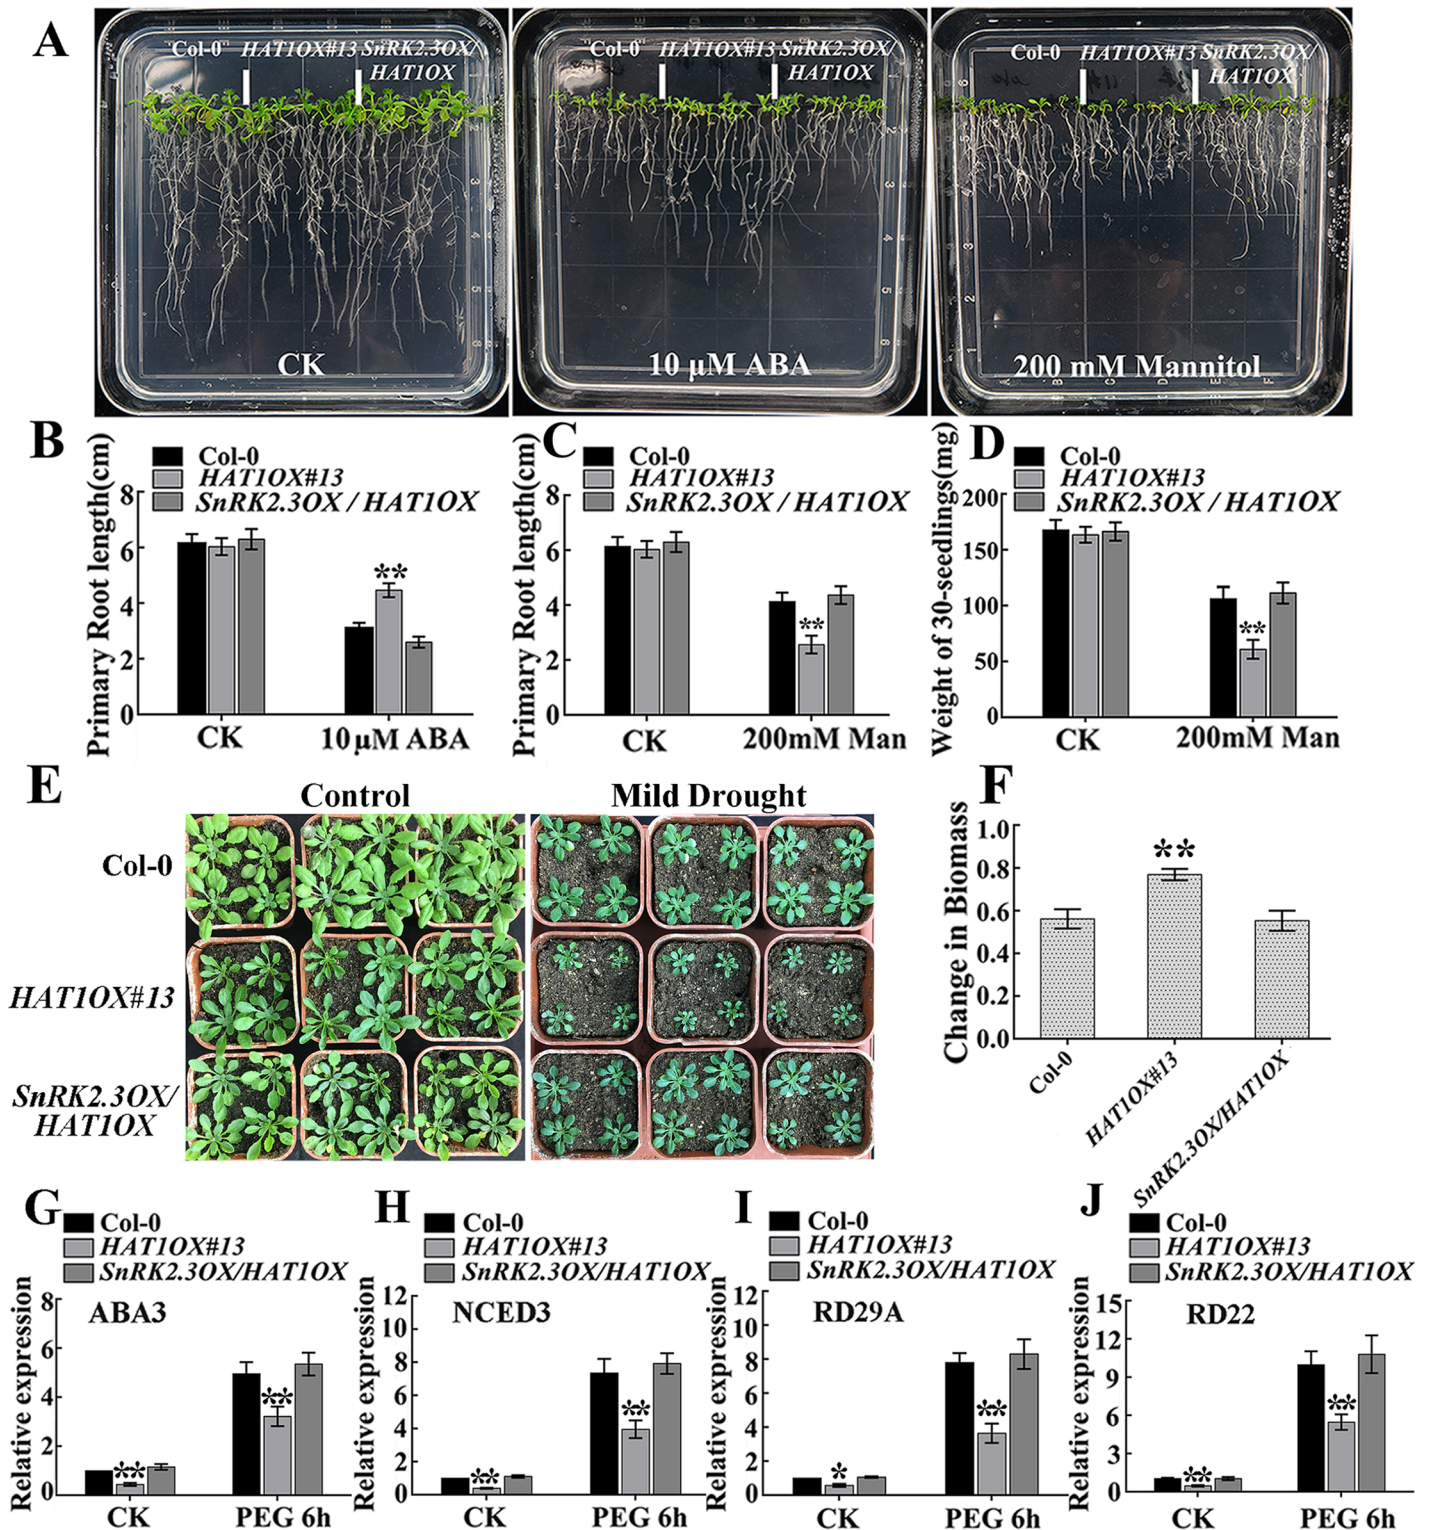 A
Col-0 HAT1OX#13 SnRK2.3OX/
HAT1OX
CK
Col-0 HAT1OX#13 SnRK2.3OX/
HAT1OX
10 μM ABA
Col-0 HAT1OX#13 SnRK2.3OX/
HAT1OX
200 mM Mannitol
B
Col-0
HAT1OX#13
SnRK2.3OX / HAT1OX
Primary Root length(cm)
8
6
4
2
0
**
CK
10 μM ABA
C
Col-0
HAT1OX#13
SnRK2.3OX / HAT1OX
Primary Root length(cm)
8
6
4
2
0
**
CK
200mM Man
D
Col-0
HAT1OX#13
SnRK2.3OX / HAT1OX
Weight of 30-seedlings(mg)
200
150
100
50
0
**
CK
200mM Man
E
Control
Mild Drought
Col-0
HAT1OX#13
SnRK2.3OX/
HAT1OX
F
Change in Biomass
1.0
0.8
0.6
0.4
0.2
0.0
**
Col-0
HAT1OX#13
SnRK2.3OX/HAT1OX
G
Col-0
HAT1OX#13
SnRK2.3OX/HAT1OX
Relative expression
ABA3
8
6
4
2
0
**
**
CK
PEG 6h
H
Col-0
HAT1OX#13
SnRK2.3OX/HAT1OX
Relative expression
NCED3
12
10
8
6
4
2
0
**
**
CK
PEG 6h
I
Col-0
HAT1OX#13
SnRK2.3OX/HAT1OX
Relative expression
RD29A
12
10
8
6
4
2
0
*
**
CK
PEG 6h
J
Col-0
HAT1OX#13
SnRK2.3OX/HAT1OX
Relative expression
RD22
15
12
9
6
3
0
**
**
CK
PEG 6h